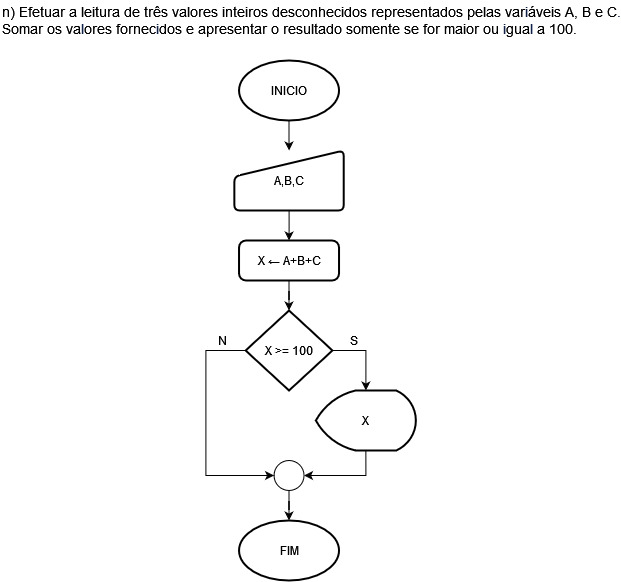 n) Efetuar a leitura de três valores inteiros desconhecidos representados pelas variáveis A, B e C.
Somar os valores fornecidos e apresentar o resultado somente se for maior ou igual a 100.
INICIO
A,B,C
X ← A+B+C
N
S
X >= 100
X
FIM